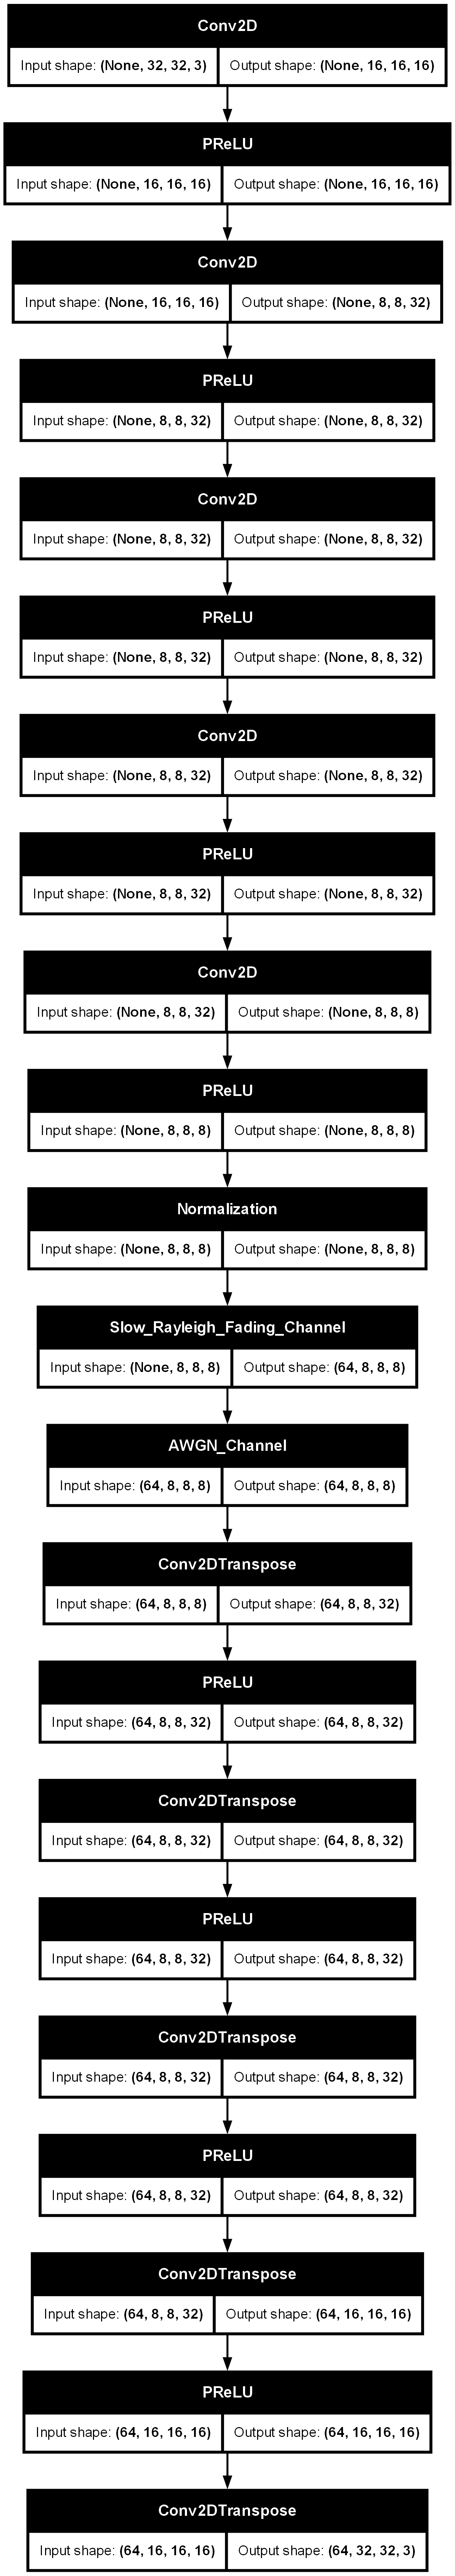 Conv2D
Input shape: (None, 32, 32, 3) Output shape: (None, 16, 16, 16)
PReLU
Input shape: (None, 16, 16, 16) Output shape: (None, 16, 16, 16)
Conv2D
Input shape: (None, 16, 16, 16) Output shape: (None, 8, 8, 32)
PReLU
Input shape: (None, 8, 8, 32) Output shape: (None, 8, 8, 32)
Conv2D
Input shape: (None, 8, 8, 32) Output shape: (None, 8, 8, 32)
PReLU
Input shape: (None, 8, 8, 32) Output shape: (None, 8, 8, 32)
Conv2D
Input shape: (None, 8, 8, 32) Output shape: (None, 8, 8, 32)
PReLU
Input shape: (None, 8, 8, 32) Output shape: (None, 8, 8, 32)
Conv2D
Input shape: (None, 8, 8, 32) Output shape: (None, 8, 8, 8)
PReLU
Input shape: (None, 8, 8, 8) Output shape: (None, 8, 8, 8)
Normalization
Input shape: (None, 8, 8, 8) Output shape: (None, 8, 8, 8)
Slow_Rayleigh_Fading_Channel
Input shape: (None, 8, 8, 8) Output shape: (64, 8, 8, 8)
AWGN_Channel
Input shape: (64, 8, 8, 8) Output shape: (64, 8, 8, 8)
Conv2DTranspose
Input shape: (64, 8, 8, 8) Output shape: (64, 8, 8, 32)
PReLU
Input shape: (64, 8, 8, 32) Output shape: (64, 8, 8, 32)
Conv2DTranspose
Input shape: (64, 8, 8, 32) Output shape: (64, 8, 8, 32)
PReLU
Input shape: (64, 8, 8, 32) Output shape: (64, 8, 8, 32)
Conv2DTranspose
Input shape: (64, 8, 8, 32) Output shape: (64, 8, 8, 32)
PReLU
Input shape: (64, 8, 8, 32) Output shape: (64, 8, 8, 32)
Conv2DTranspose
Input shape: (64, 8, 8, 32) Output shape: (64, 16, 16, 16)
PReLU
Input shape: (64, 16, 16, 16) Output shape: (64, 16, 16, 16)
Conv2DTranspose
Input shape: (64, 16, 16, 16) Output shape: (64, 32, 32, 3)